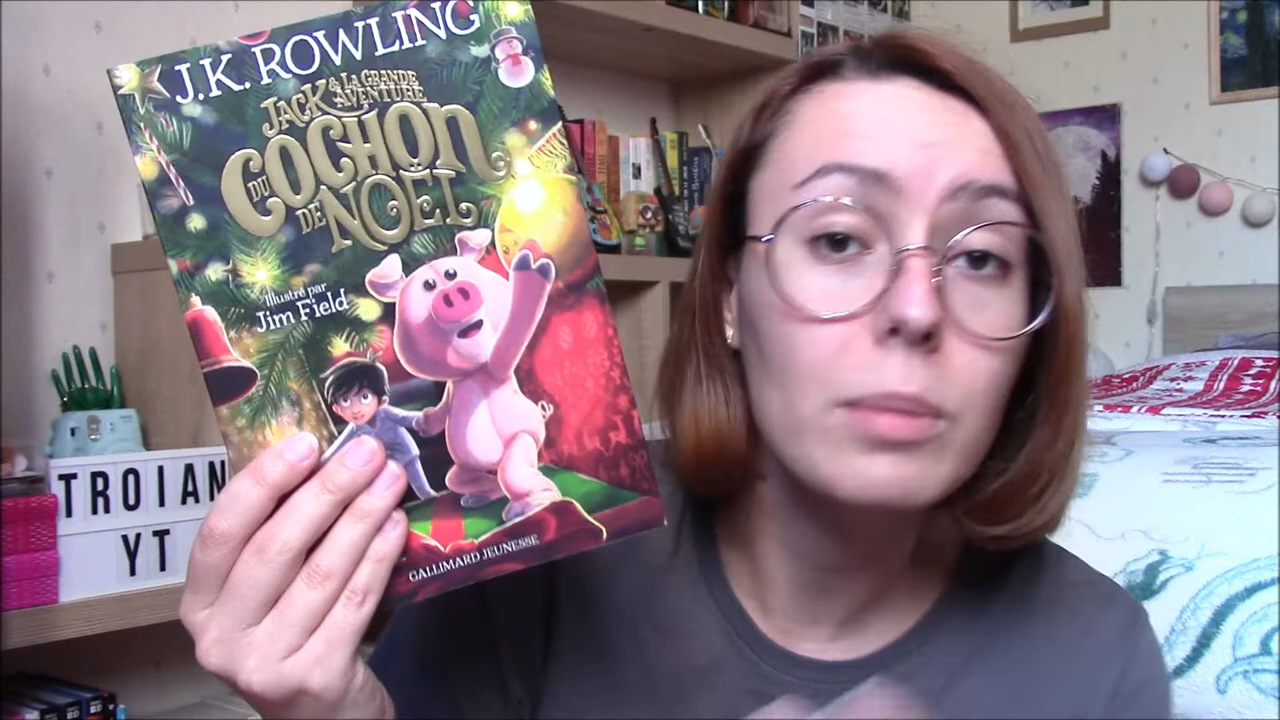 J.K. ROWLING
JACK & LA GRANDE
AVENTURE
DU COCHON
DE NOËL
Illustré par
Jim Field
GALLIMARD JEUNESSE
TROIAN
YT